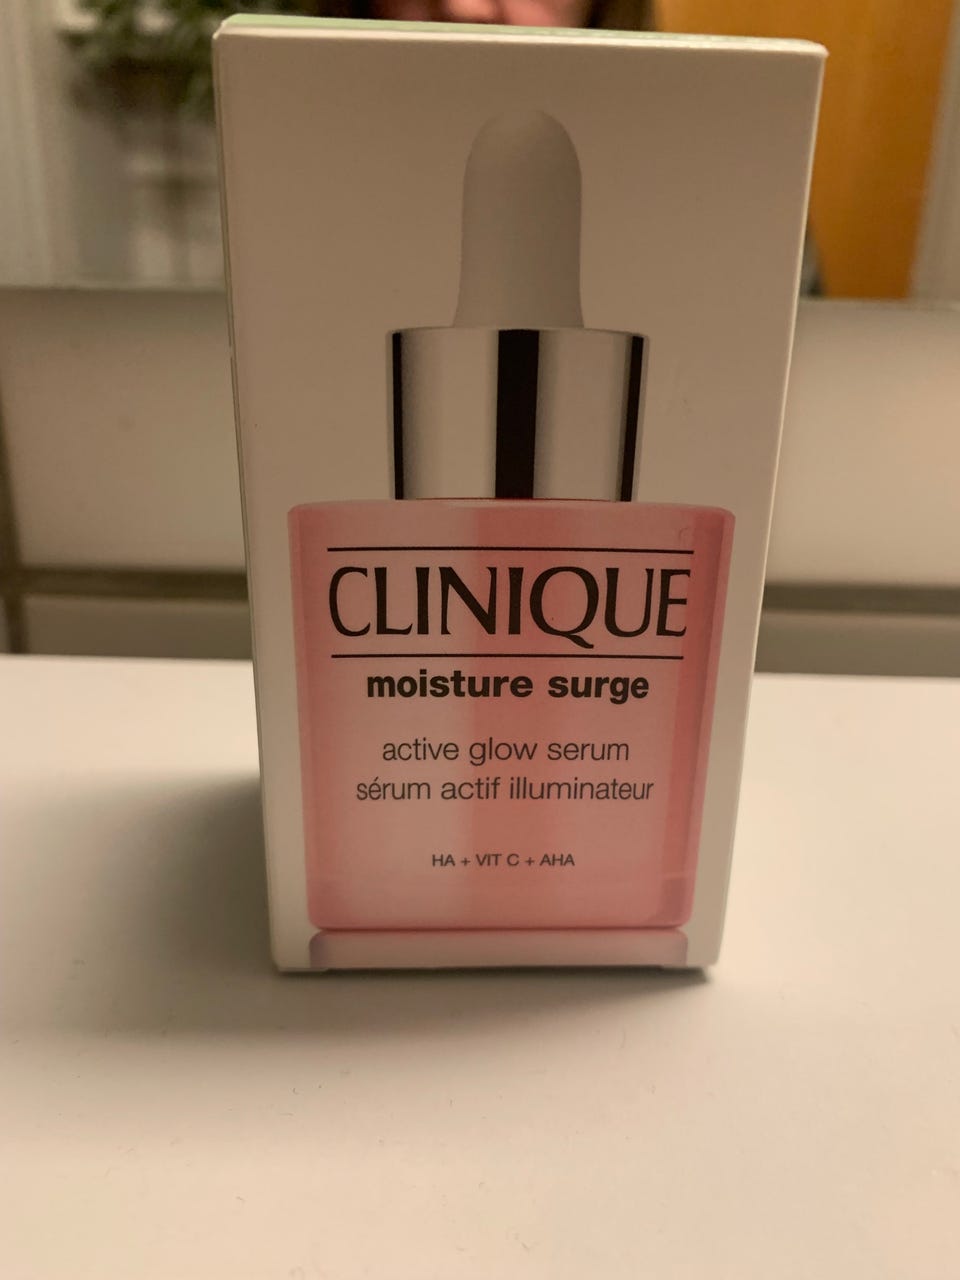 CLINIQUE
moisture surge
active glow serum
sérum actif illuminateur
HA + VIT C + AHA